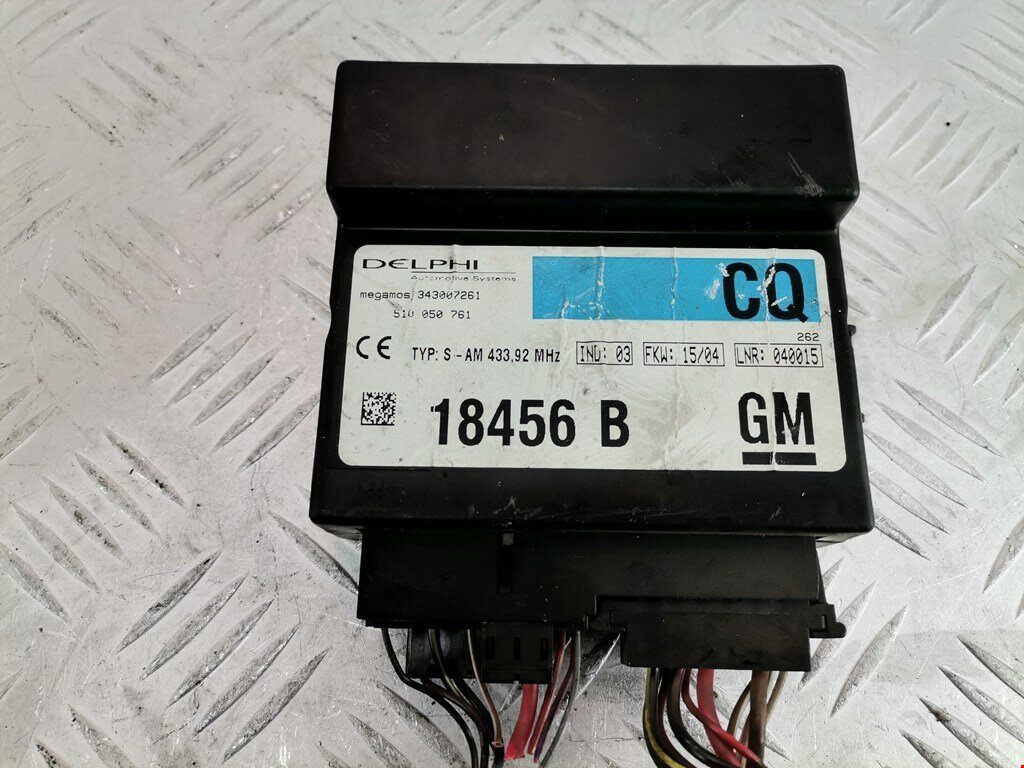 DELPHI
Automotive Systems
CQ
megamos 343007261
510 050 761
262
CE TYP: S - AM 433,92 MHz IND: 03 FKW: 15/04 LNR: 040015
18456 B GM